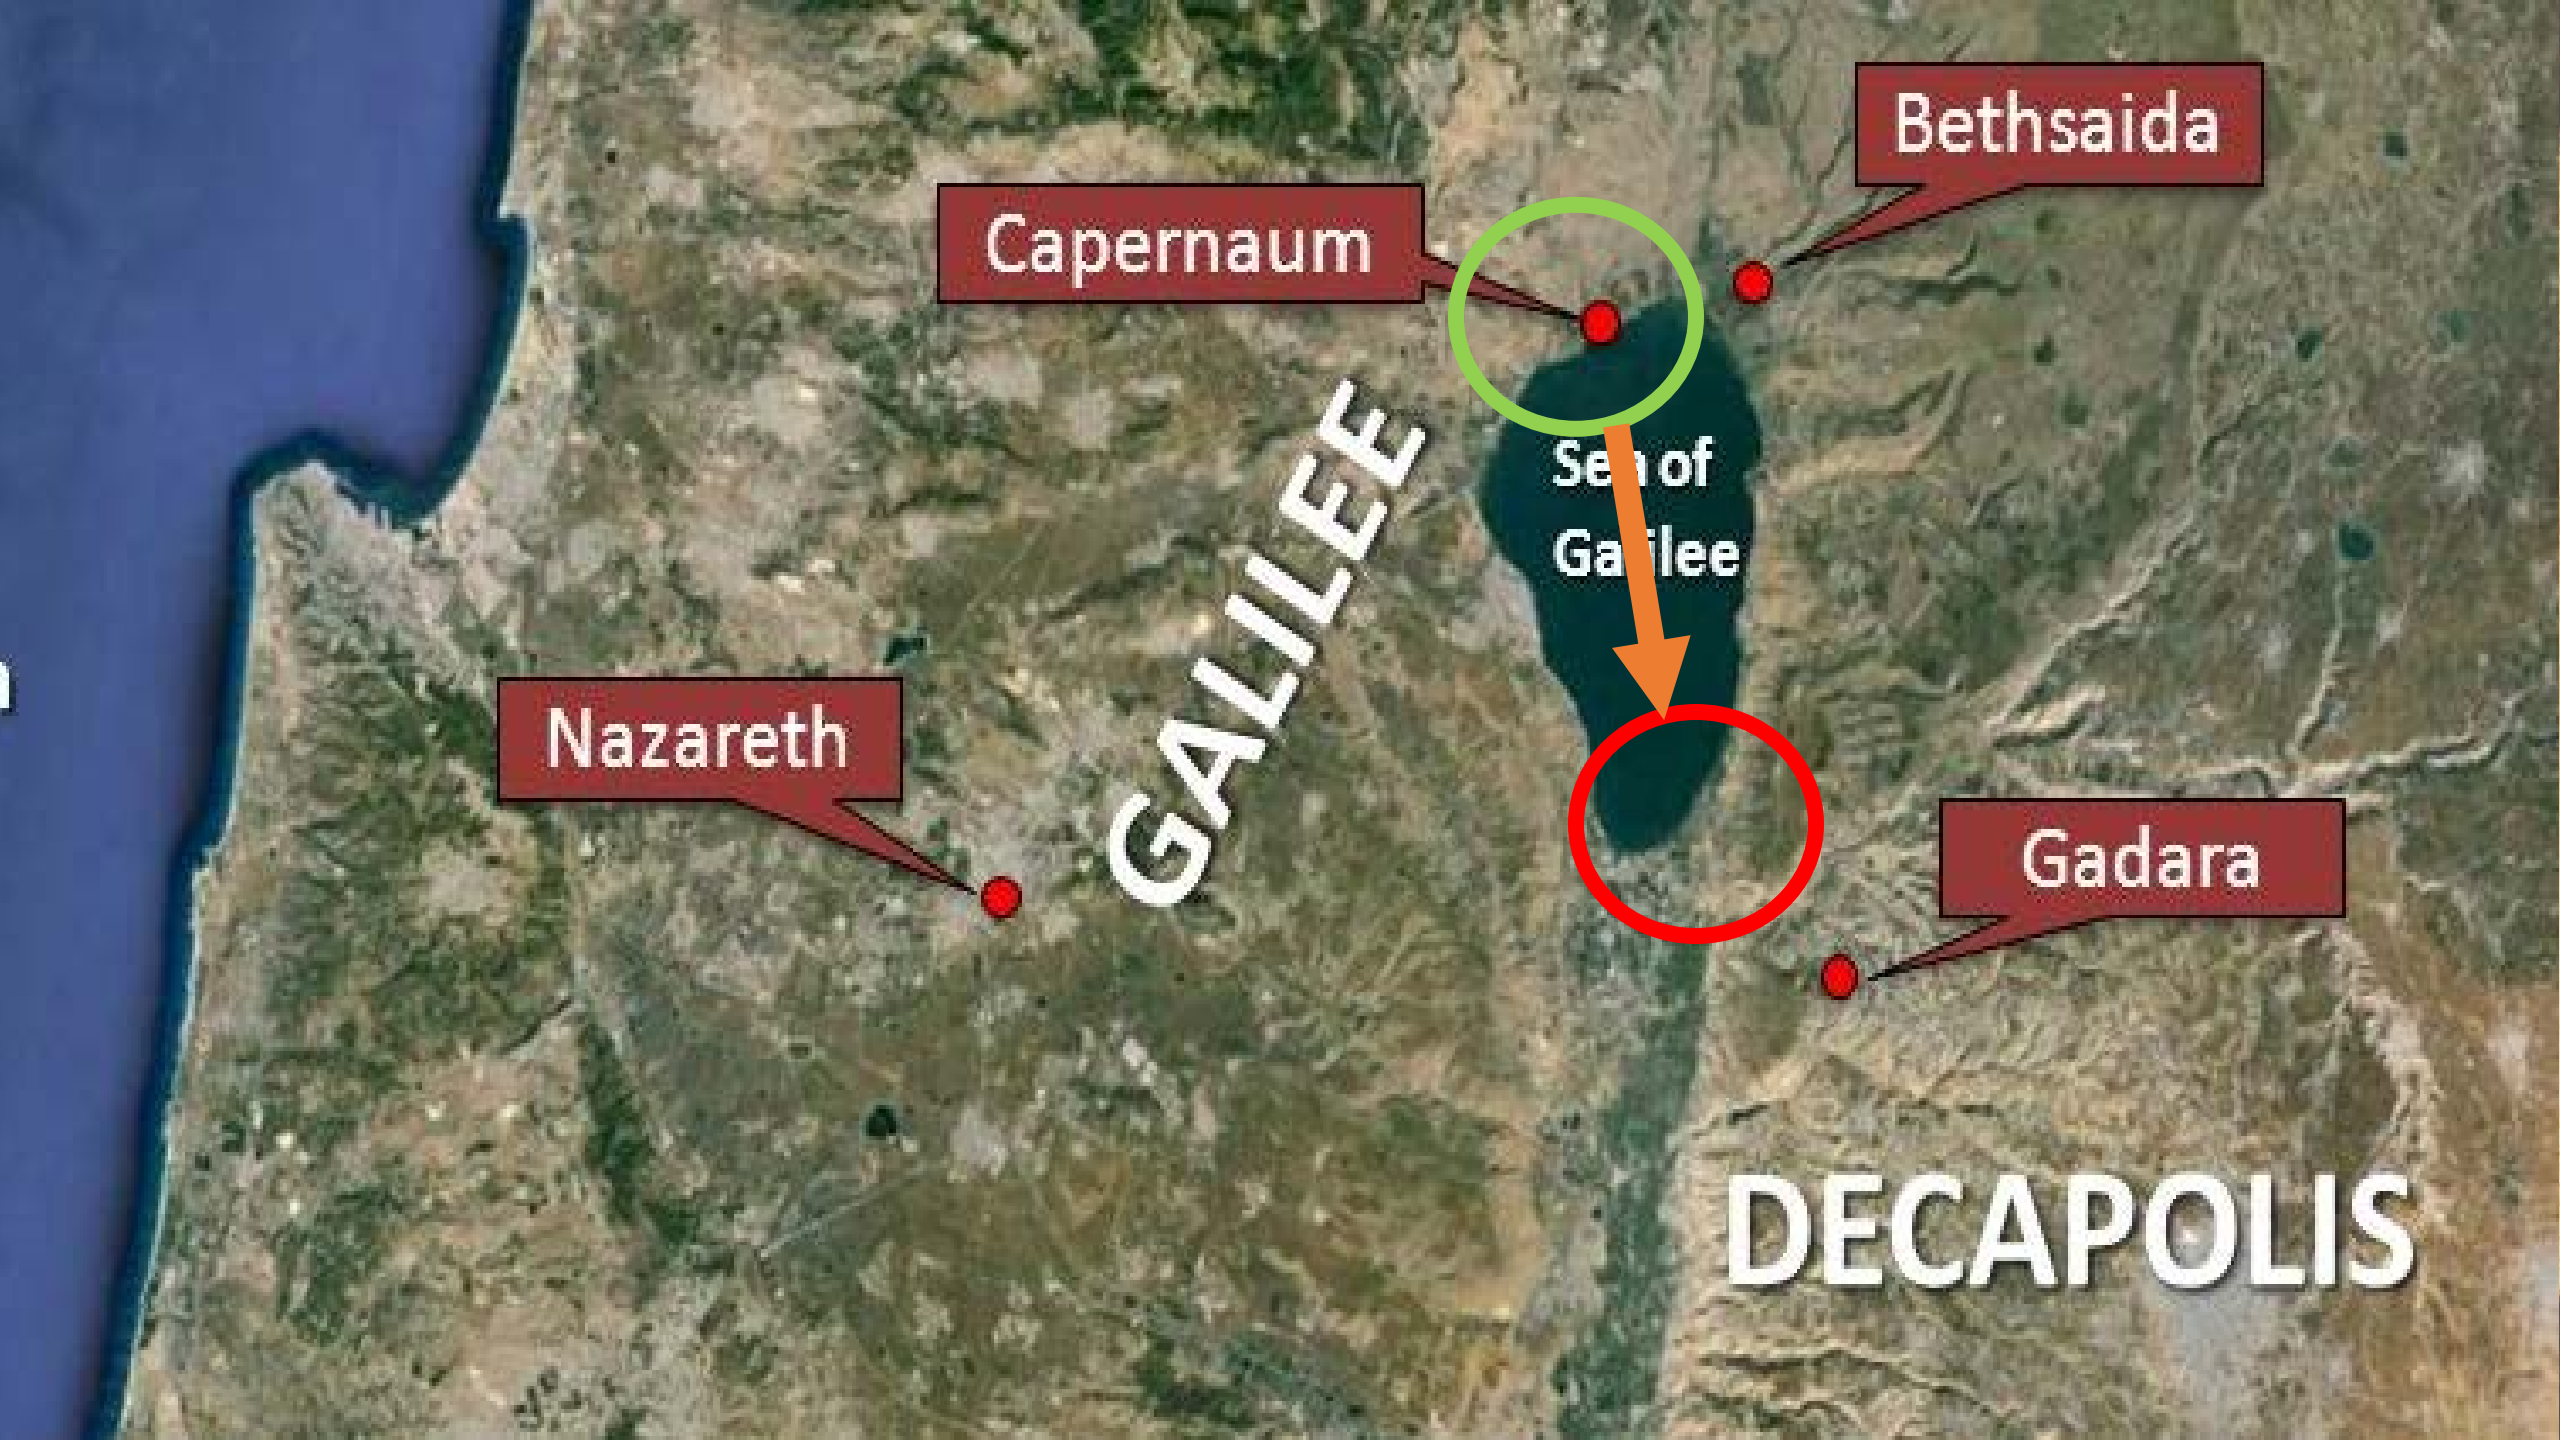 Bethsaida
Capernaum
Sea of
Galilee
GALILEE
Nazareth
Gadara
DECAPOLIS